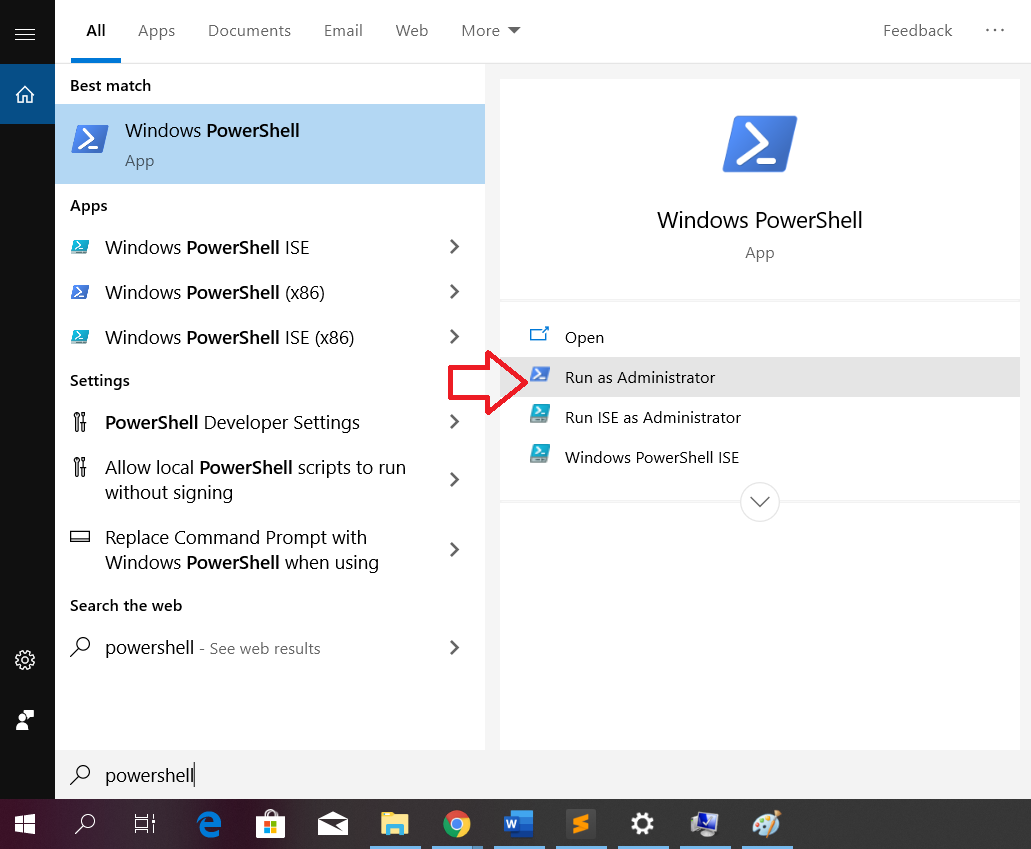 All Apps Documents Email Web More Feedback ...
Best match
Windows PowerShell
App
Apps
Windows PowerShell ISE
Windows PowerShell (x86)
Windows PowerShell ISE (x86)
Settings
PowerShell Developer Settings
Allow local PowerShell scripts to run
without signing
Replace Command Prompt with
Windows PowerShell when using
Search the web
powershell - See web results
Windows PowerShell
App
Open
Run as Administrator
Run ISE as Administrator
Windows PowerShell ISE
powershell